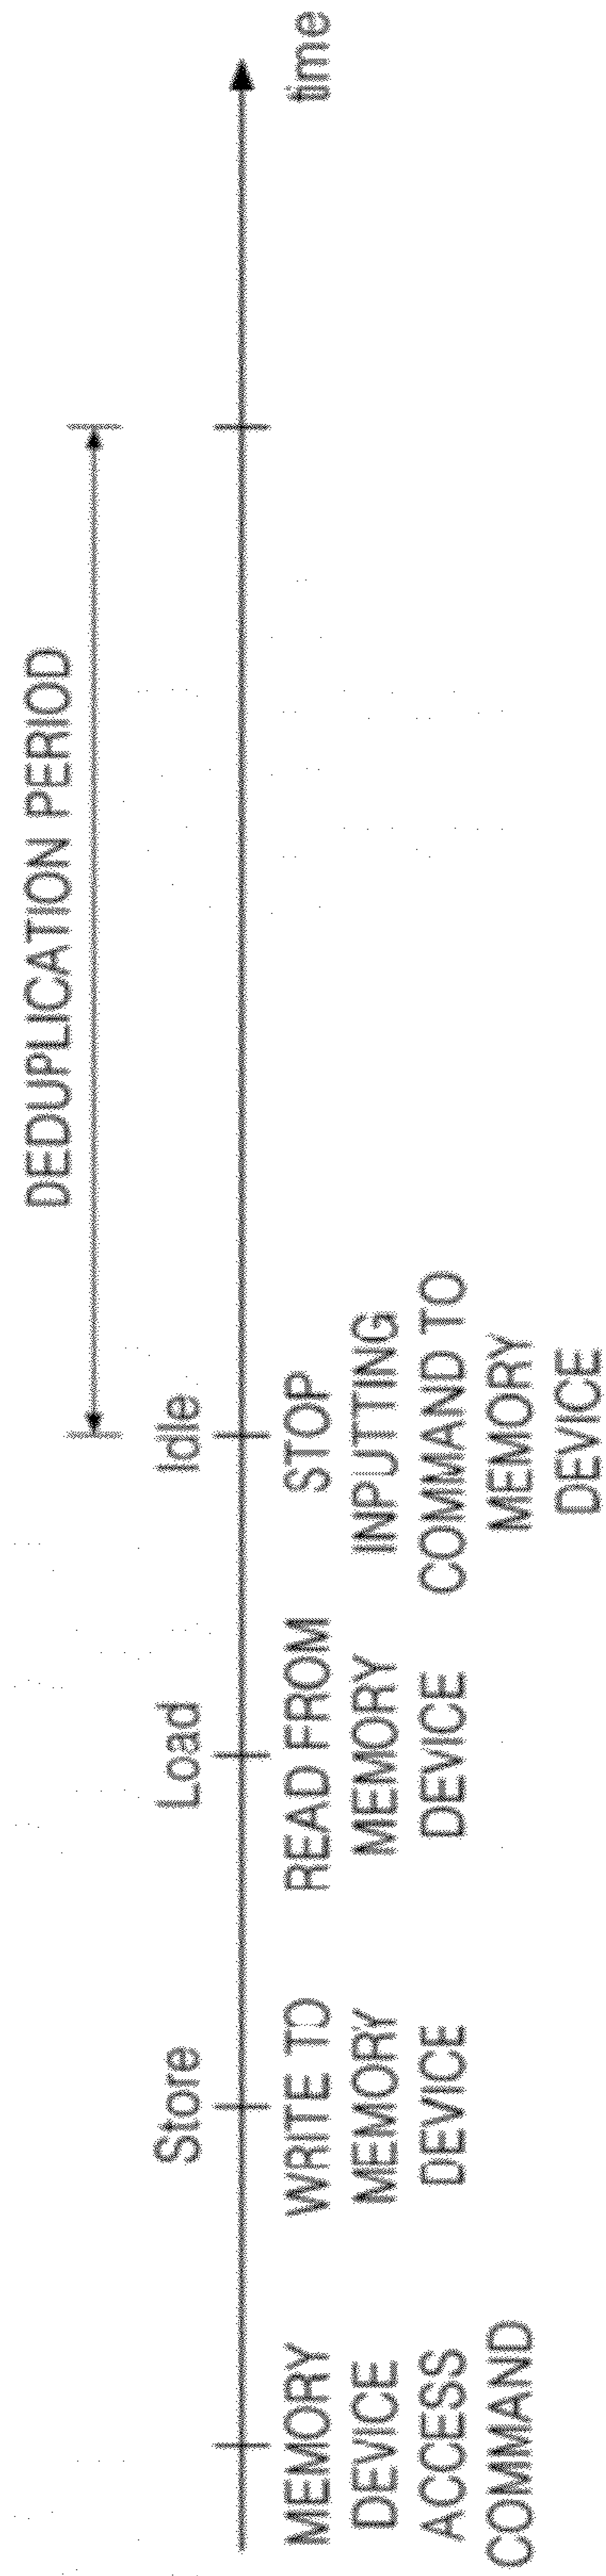 DEDUPLICATION PERIOD
Store
Load
Idle
MEMORY
DEVICE
ACCESS
COMMAND
WRITE TO
MEMORY
DEVICE
READ FROM
MEMORY
DEVICE
STOP
INPUTTING
COMMAND TO
MEMORY
DEVICE
time